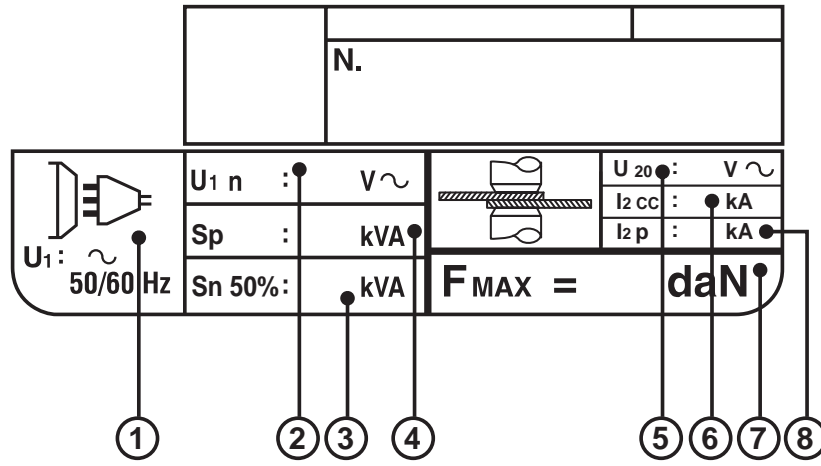 N.
U1 n : V~
Sp : kVA
Sn 50%: kVA
U1: ~
50/60 Hz
U 20 : V~
I2 CC : kA
I2 p : kA
FMAX = daN
1 2 3 4 5 6 7 8